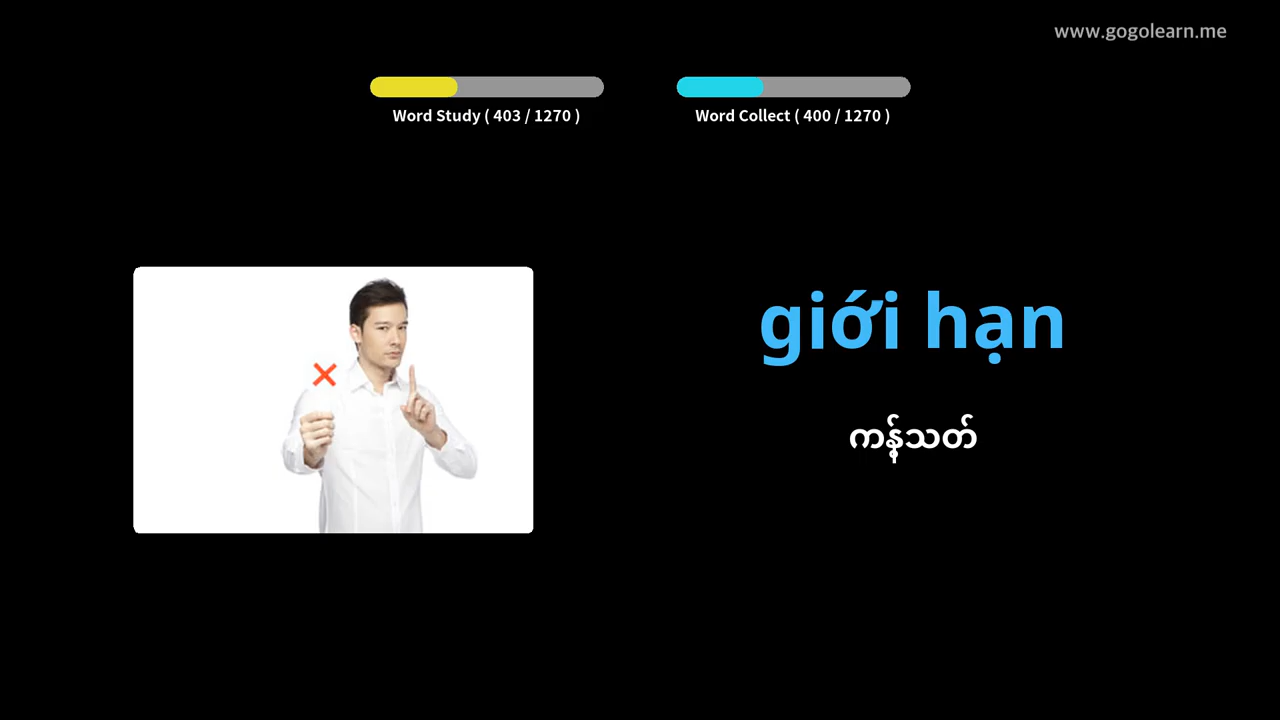 www.gogolearn.me
Word Study ( 403 / 1270 )
Word Collect ( 400 / 1270 )
giới hạn
ကန့်သတ်